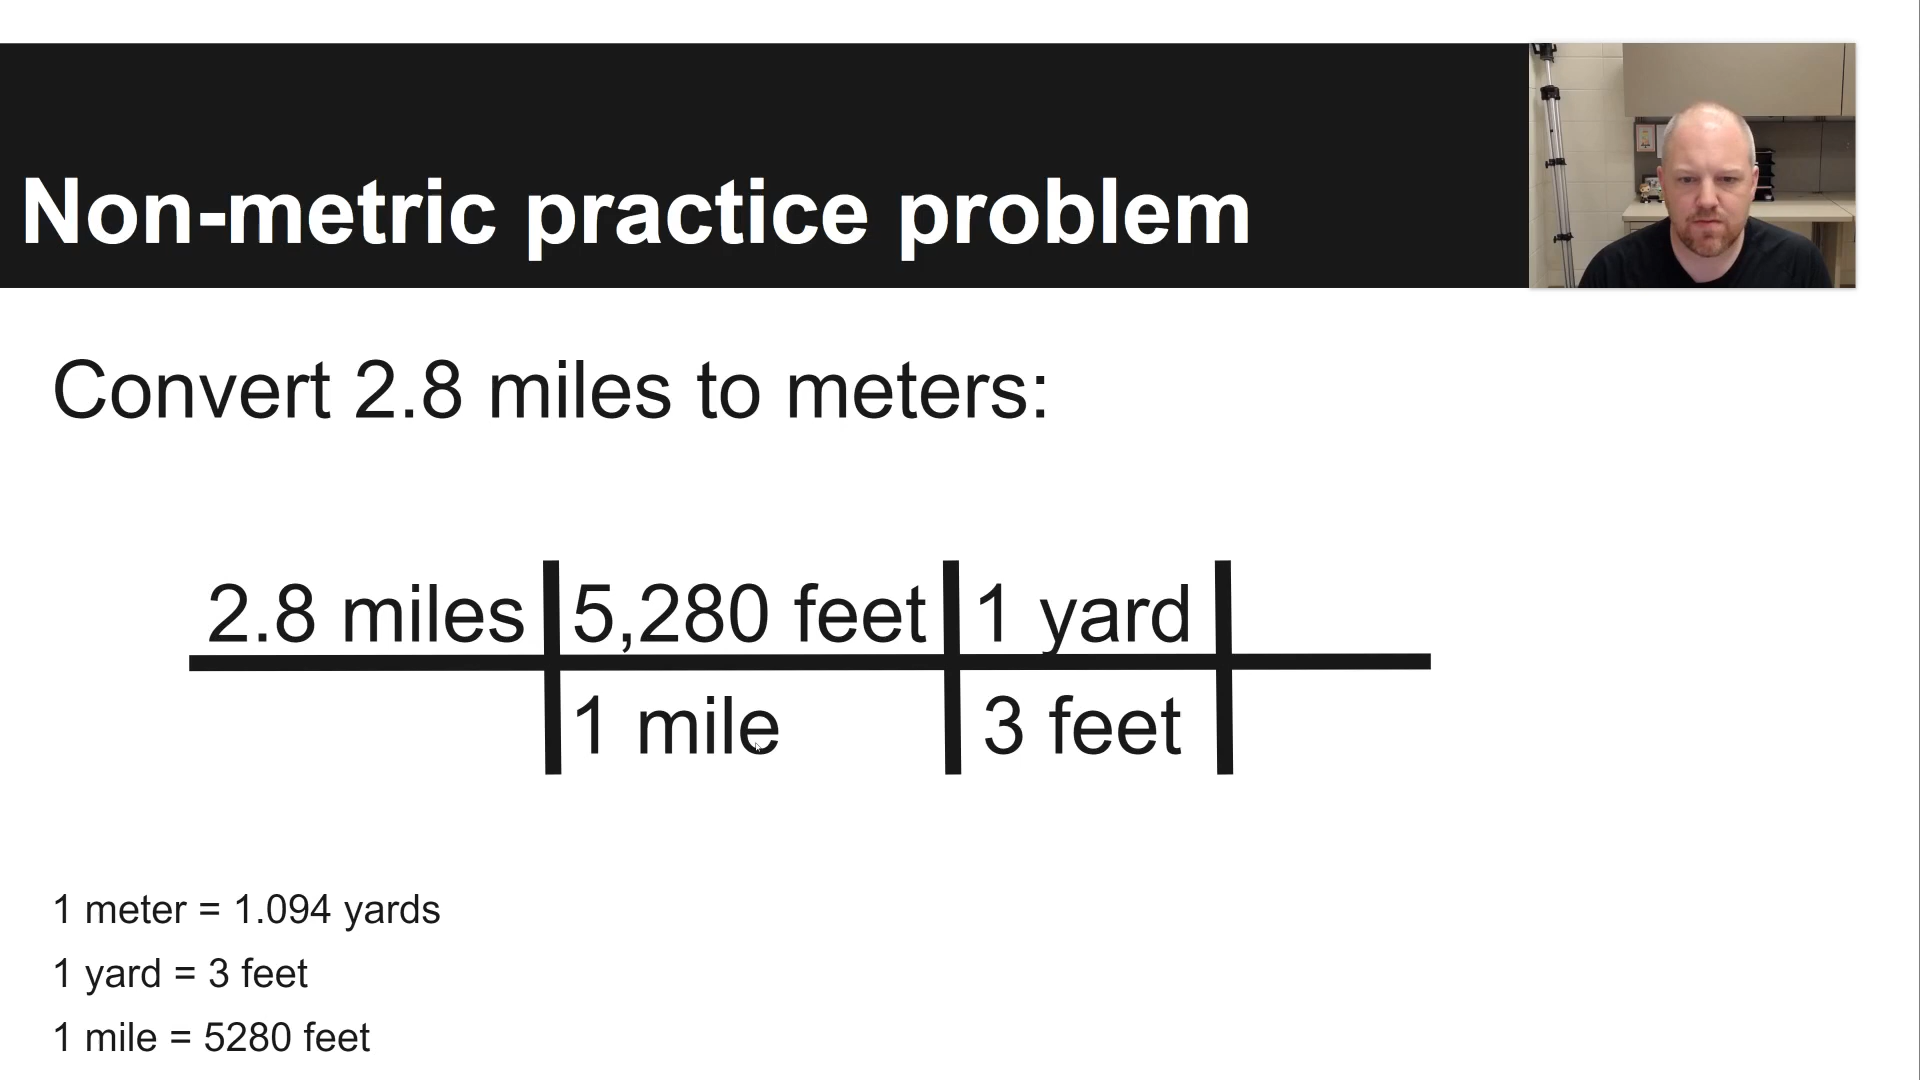 Non-metric practice problem
Convert 2.8 miles to meters:
2.8 miles 5,280 feet 1 yard
1 mile 3 feet
1 meter = 1.094 yards
1 yard = 3 feet
1 mile = 5280 feet